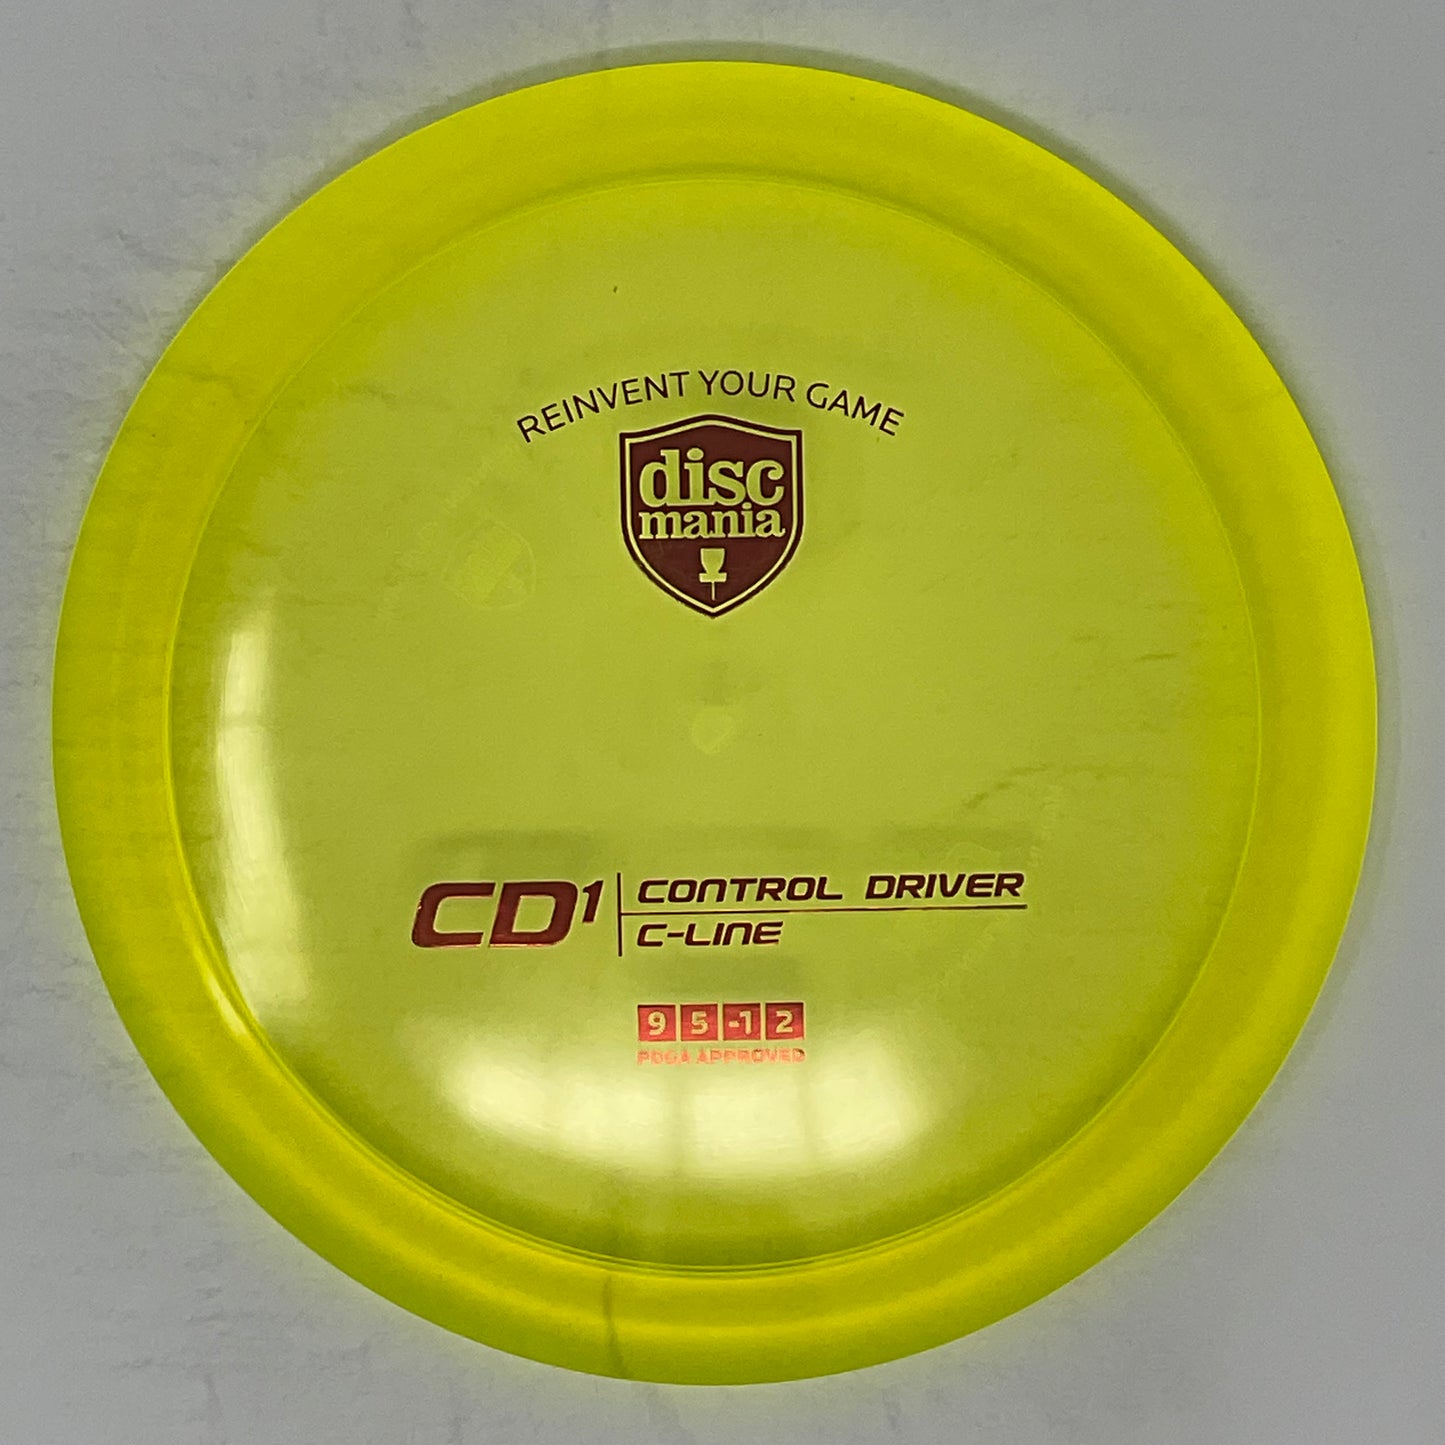 REINVENT YOUR GAME
disc
mania
CD1 CONTROL DRIVER
C-LINE
9 5 -1 2
PDGA APPROVED